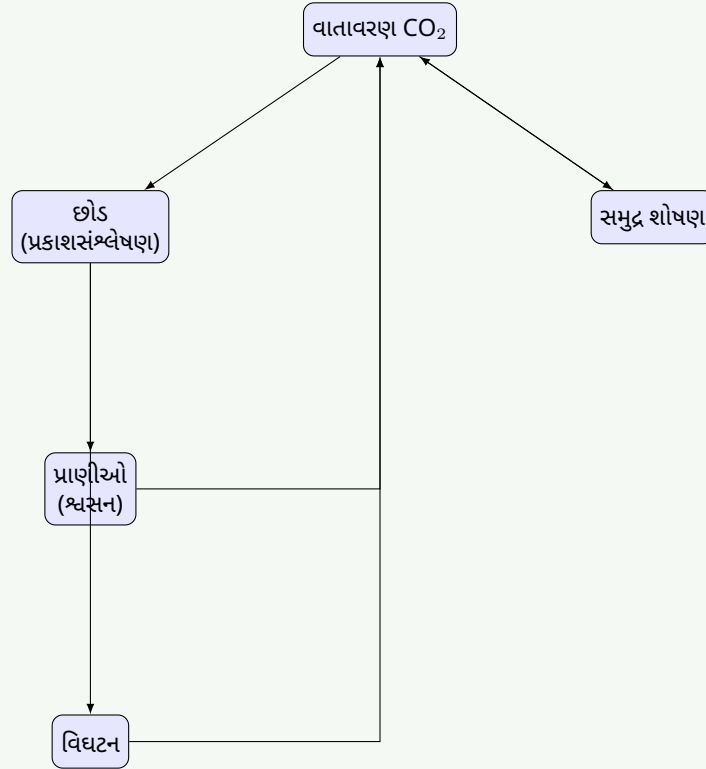 વાતાવરણ CO₂
છોડ
(પ્રકાશસંશ્લેષણ)
સમુદ્ર શોષણ
પ્રાણીઓ
(શ્વસન)
વિઘટન